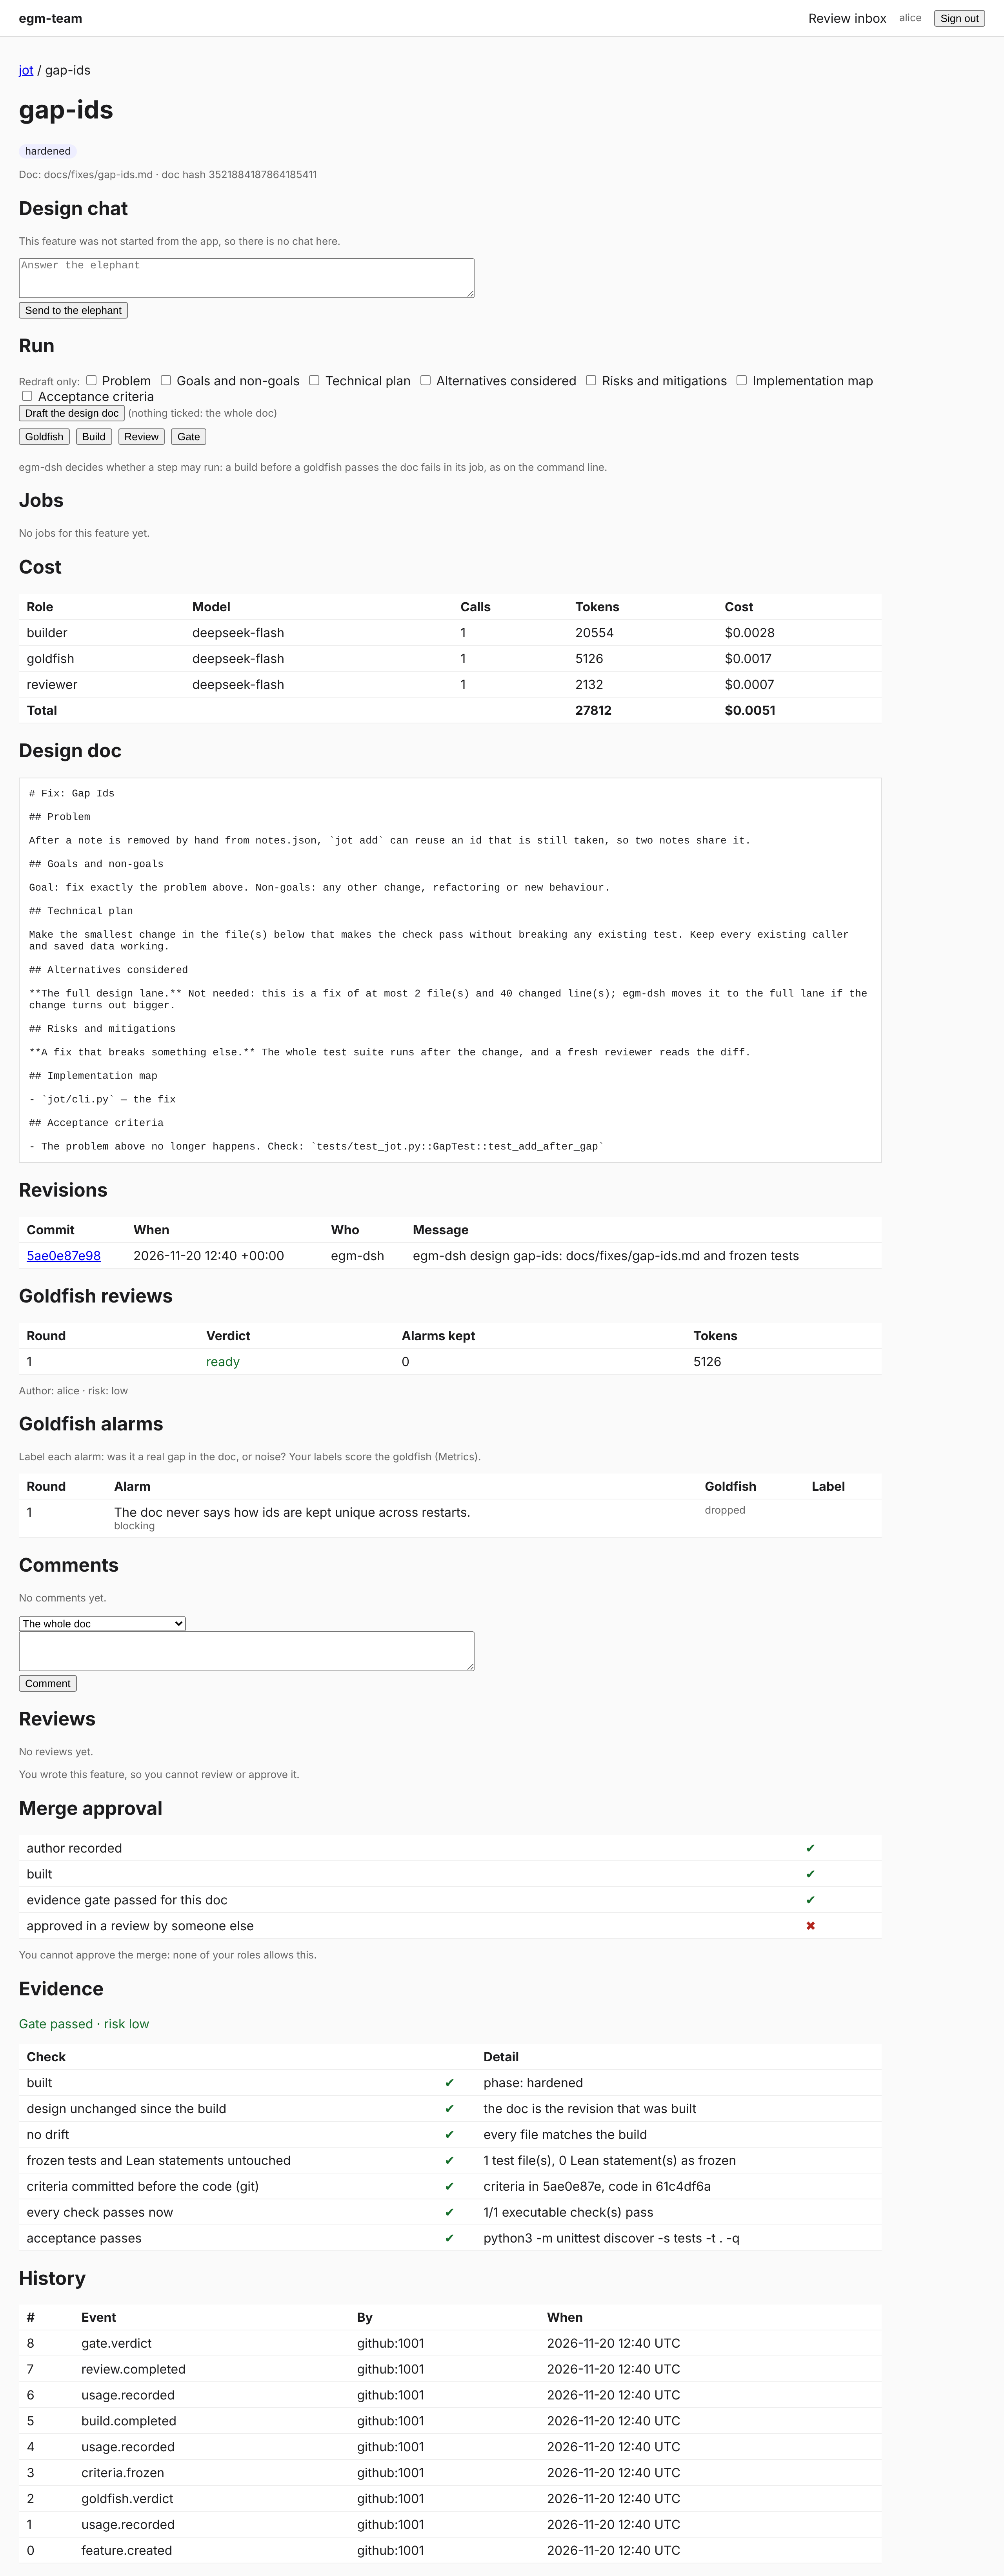 egm-team Review inbox alice Sign out
jot / gap-ids
gap-ids
hardened
Doc: docs/fixes/gap-ids.md · doc hash 3521884187864185411
Design chat
This feature was not started from the app, so there is no chat here.
Answer the elephant
Send to the elephant
Run
Redraft only: Problem Goals and non-goals Technical plan Alternatives considered Risks and mitigations Implementation map
Acceptance criteria
Draft the design doc (nothing ticked: the whole doc)
Goldfish Build Review Gate
egm-dsh decides whether a step may run: a build before a goldfish passes the doc fails in its job, as on the command line.
Jobs
No jobs for this feature yet.
Cost
Role Model Calls Tokens Cost
builder deepseek-flash 1 20554 $0.0028
goldfish deepseek-flash 1 5126 $0.0017
reviewer deepseek-flash 1 2132 $0.0007
Total 27812 $0.0051
Design doc
# Fix: Gap Ids
## Problem
After a note is removed by hand from notes.json, `jot add` can reuse an id that is still taken, so two notes share it.
## Goals and non-goals
Goal: fix exactly the problem above. Non-goals: any other change, refactoring or new behaviour.
## Technical plan
Make the smallest change in the file(s) below that makes the check pass without breaking any existing test. Keep every existing caller
and saved data working.
## Alternatives considered
**The full design lane.** Not needed: this is a fix of at most 2 file(s) and 40 changed line(s); egm-dsh moves it to the full lane if the
change turns out bigger.
## Risks and mitigations
**A fix that breaks something else.** The whole test suite runs after the change, and a fresh reviewer reads the diff.
## Implementation map
- `jot/cli.py` — the fix
## Acceptance criteria
- The problem above no longer happens. Check: `tests/test_jot.py::GapTest::test_add_after_gap`
Revisions
Commit When Who Message
5ae0e87e98 2026-11-20 12:40 +00:00 egm-dsh egm-dsh design gap-ids: docs/fixes/gap-ids.md and frozen tests
Goldfish reviews
Round Verdict Alarms kept Tokens
1 ready 0 5126
Author: alice · risk: low
Goldfish alarms
Label each alarm: was it a real gap in the doc, or noise? Your labels score the goldfish (Metrics).
Round Alarm Goldfish Label
1 The doc never says how ids are kept unique across restarts. dropped
blocking
Comments
No comments yet.
The whole doc
Comment
Reviews
No reviews yet.
You wrote this feature, so you cannot review or approve it.
Merge approval
author recorded ✔
built ✔
evidence gate passed for this doc ✔
approved in a review by someone else ✖
You cannot approve the merge: none of your roles allows this.
Evidence
Gate passed · risk low
Check Detail
built ✔ phase: hardened
design unchanged since the build ✔ the doc is the revision that was built
no drift ✔ every file matches the build
frozen tests and Lean statements untouched ✔ 1 test file(s), 0 Lean statement(s) as frozen
criteria committed before the code (git) ✔ criteria in 5ae0e87e, code in 61c4df6a
every check passes now ✔ 1/1 executable check(s) pass
acceptance passes ✔ python3 -m unittest discover -s tests -t . -q
History
# Event By When
8 gate.verdict github:1001 2026-11-20 12:40 UTC
7 review.completed github:1001 2026-11-20 12:40 UTC
6 usage.recorded github:1001 2026-11-20 12:40 UTC
5 build.completed github:1001 2026-11-20 12:40 UTC
4 usage.recorded github:1001 2026-11-20 12:40 UTC
3 criteria.frozen github:1001 2026-11-20 12:40 UTC
2 goldfish.verdict github:1001 2026-11-20 12:40 UTC
1 usage.recorded github:1001 2026-11-20 12:40 UTC
0 feature.created github:1001 2026-11-20 12:40 UTC